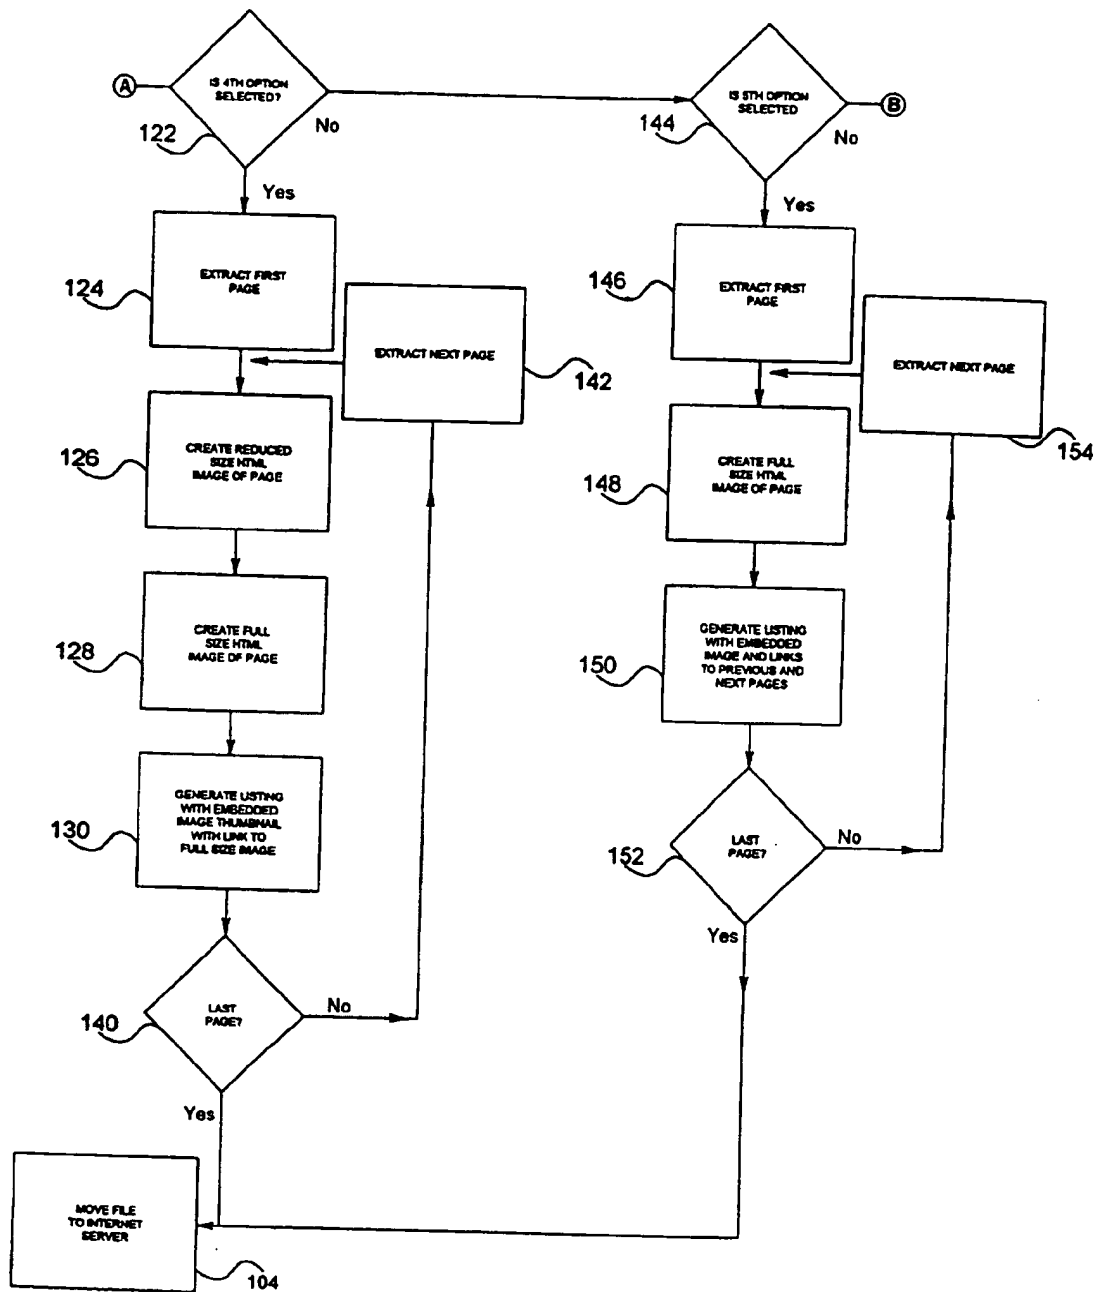 A
IS 4TH OPTION
SELECTED?
122
No
Yes
IS 5TH OPTION
SELECTED
144
B
No
Yes
EXTRACT FIRST
PAGE
124
EXTRACT NEXT PAGE
142
CREATE REDUCED
SIZE HTML
IMAGE OF PAGE
126
CREATE FULL
SIZE HTML
IMAGE OF PAGE
128
GENERATE LISTING
WITH EMBEDDED
IMAGE THUMBNAIL
WITH LINK TO
FULL SIZE IMAGE
130
LAST
PAGE?
140
No
Yes
EXTRACT FIRST
PAGE
146
EXTRACT NEXT PAGE
154
CREATE FULL
SIZE HTML
IMAGE OF PAGE
148
GENERATE LISTING
WITH EMBEDDED
IMAGE AND LINKS
TO PREVIOUS AND
NEXT PAGES
150
LAST
PAGE?
152
No
Yes
MOVE FILE
TO INTERNET
SERVER
104